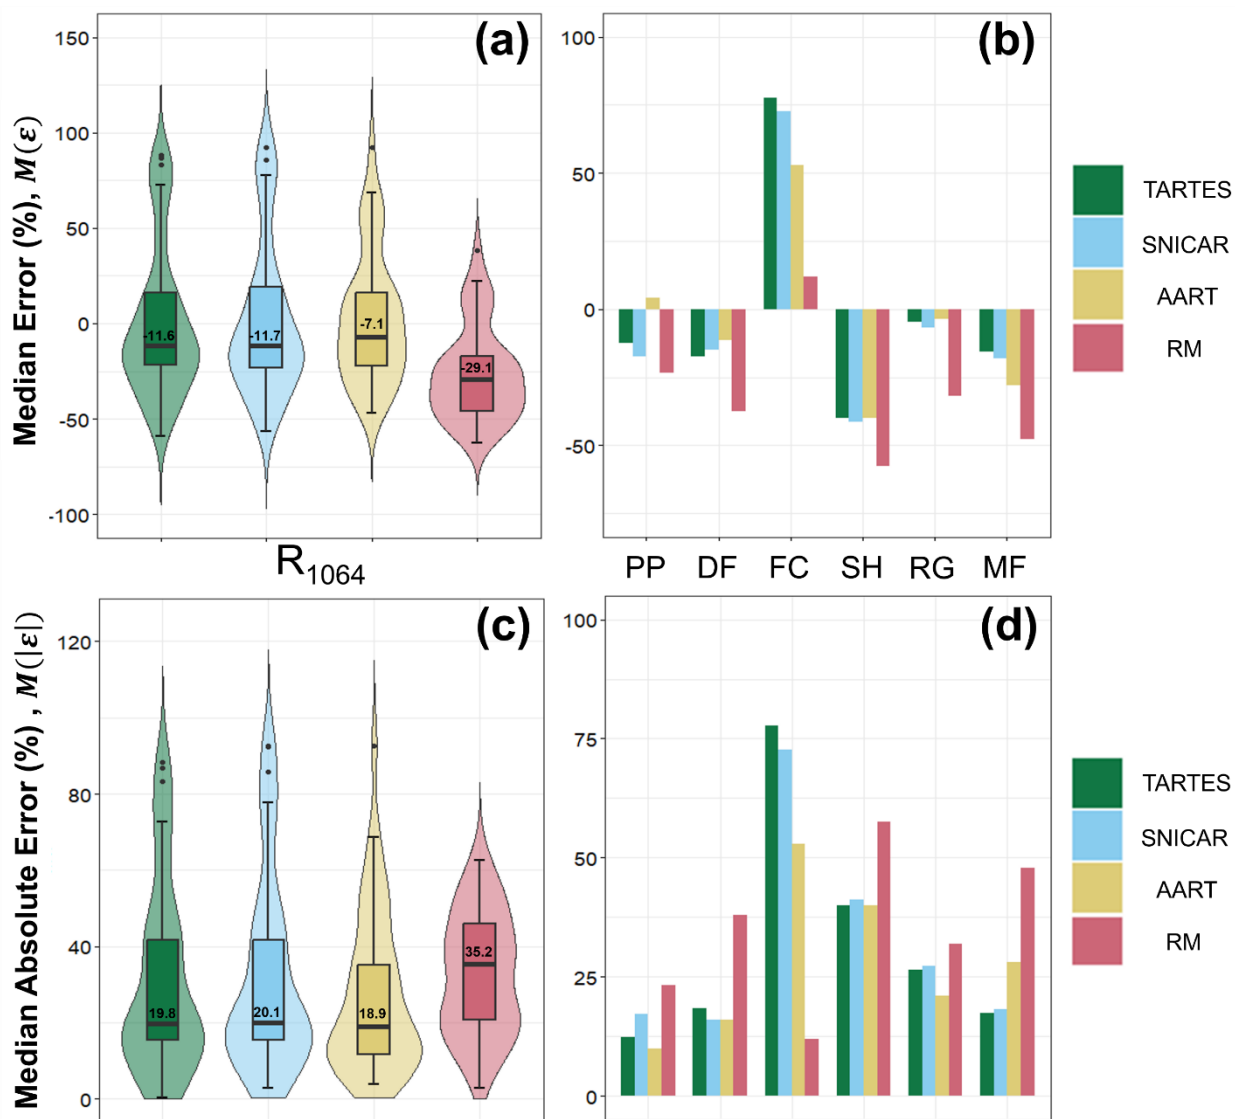 (a)
Median Error (%), M(ε)
150
100
50
0
-50
-100
-11.6
-11.7
-7.1
-29.1
R1064
(b)
100
50
0
-50
PP DF FC SH RG MF
TARTES
SNICAR
AART
RM
(c)
Median Absolute Error (%) , M(|ε|)
120
80
40
0
19.8
20.1
18.9
35.2
(d)
100
75
50
25
0
TARTES
SNICAR
AART
RM